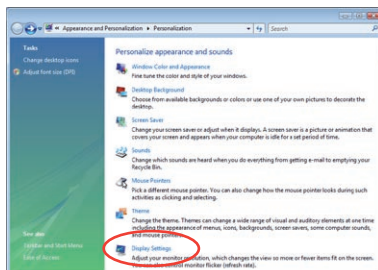 Appearance and Personalization ▸ Personalization
Search
Tasks
Change desktop icons
Adjust font size (DPI)
Personalize appearance and sounds
Window Color and Appearance
Fine tune the color and style of your windows.
Desktop Background
Choose from available backgrounds or colors or use one of your own pictures to decorate the
desktop.
Screen Saver
Change your screen saver or adjust when it displays. A screen saver is a picture or animation that
covers your screen and appears when your computer is idle for a set period of time.
Sounds
Change which sounds are heard when you do everything from getting e-mail to emptying your
Recycle Bin.
Mouse Pointers
Pick a different mouse pointer. You can also change how the mouse pointer looks during such
activities as clicking and selecting.
Theme
Change the theme. Themes can change a wide range of visual and auditory elements at one time
including the appearance of menus, icons, backgrounds, screen savers, some computer sounds,
and mouse pointers.
Display Settings
Adjust your monitor resolution, which changes the view so more or fewer items fit on the screen.
You can also control monitor flicker (refresh rate).
See also
Taskbar and Start Menu
Ease of Access